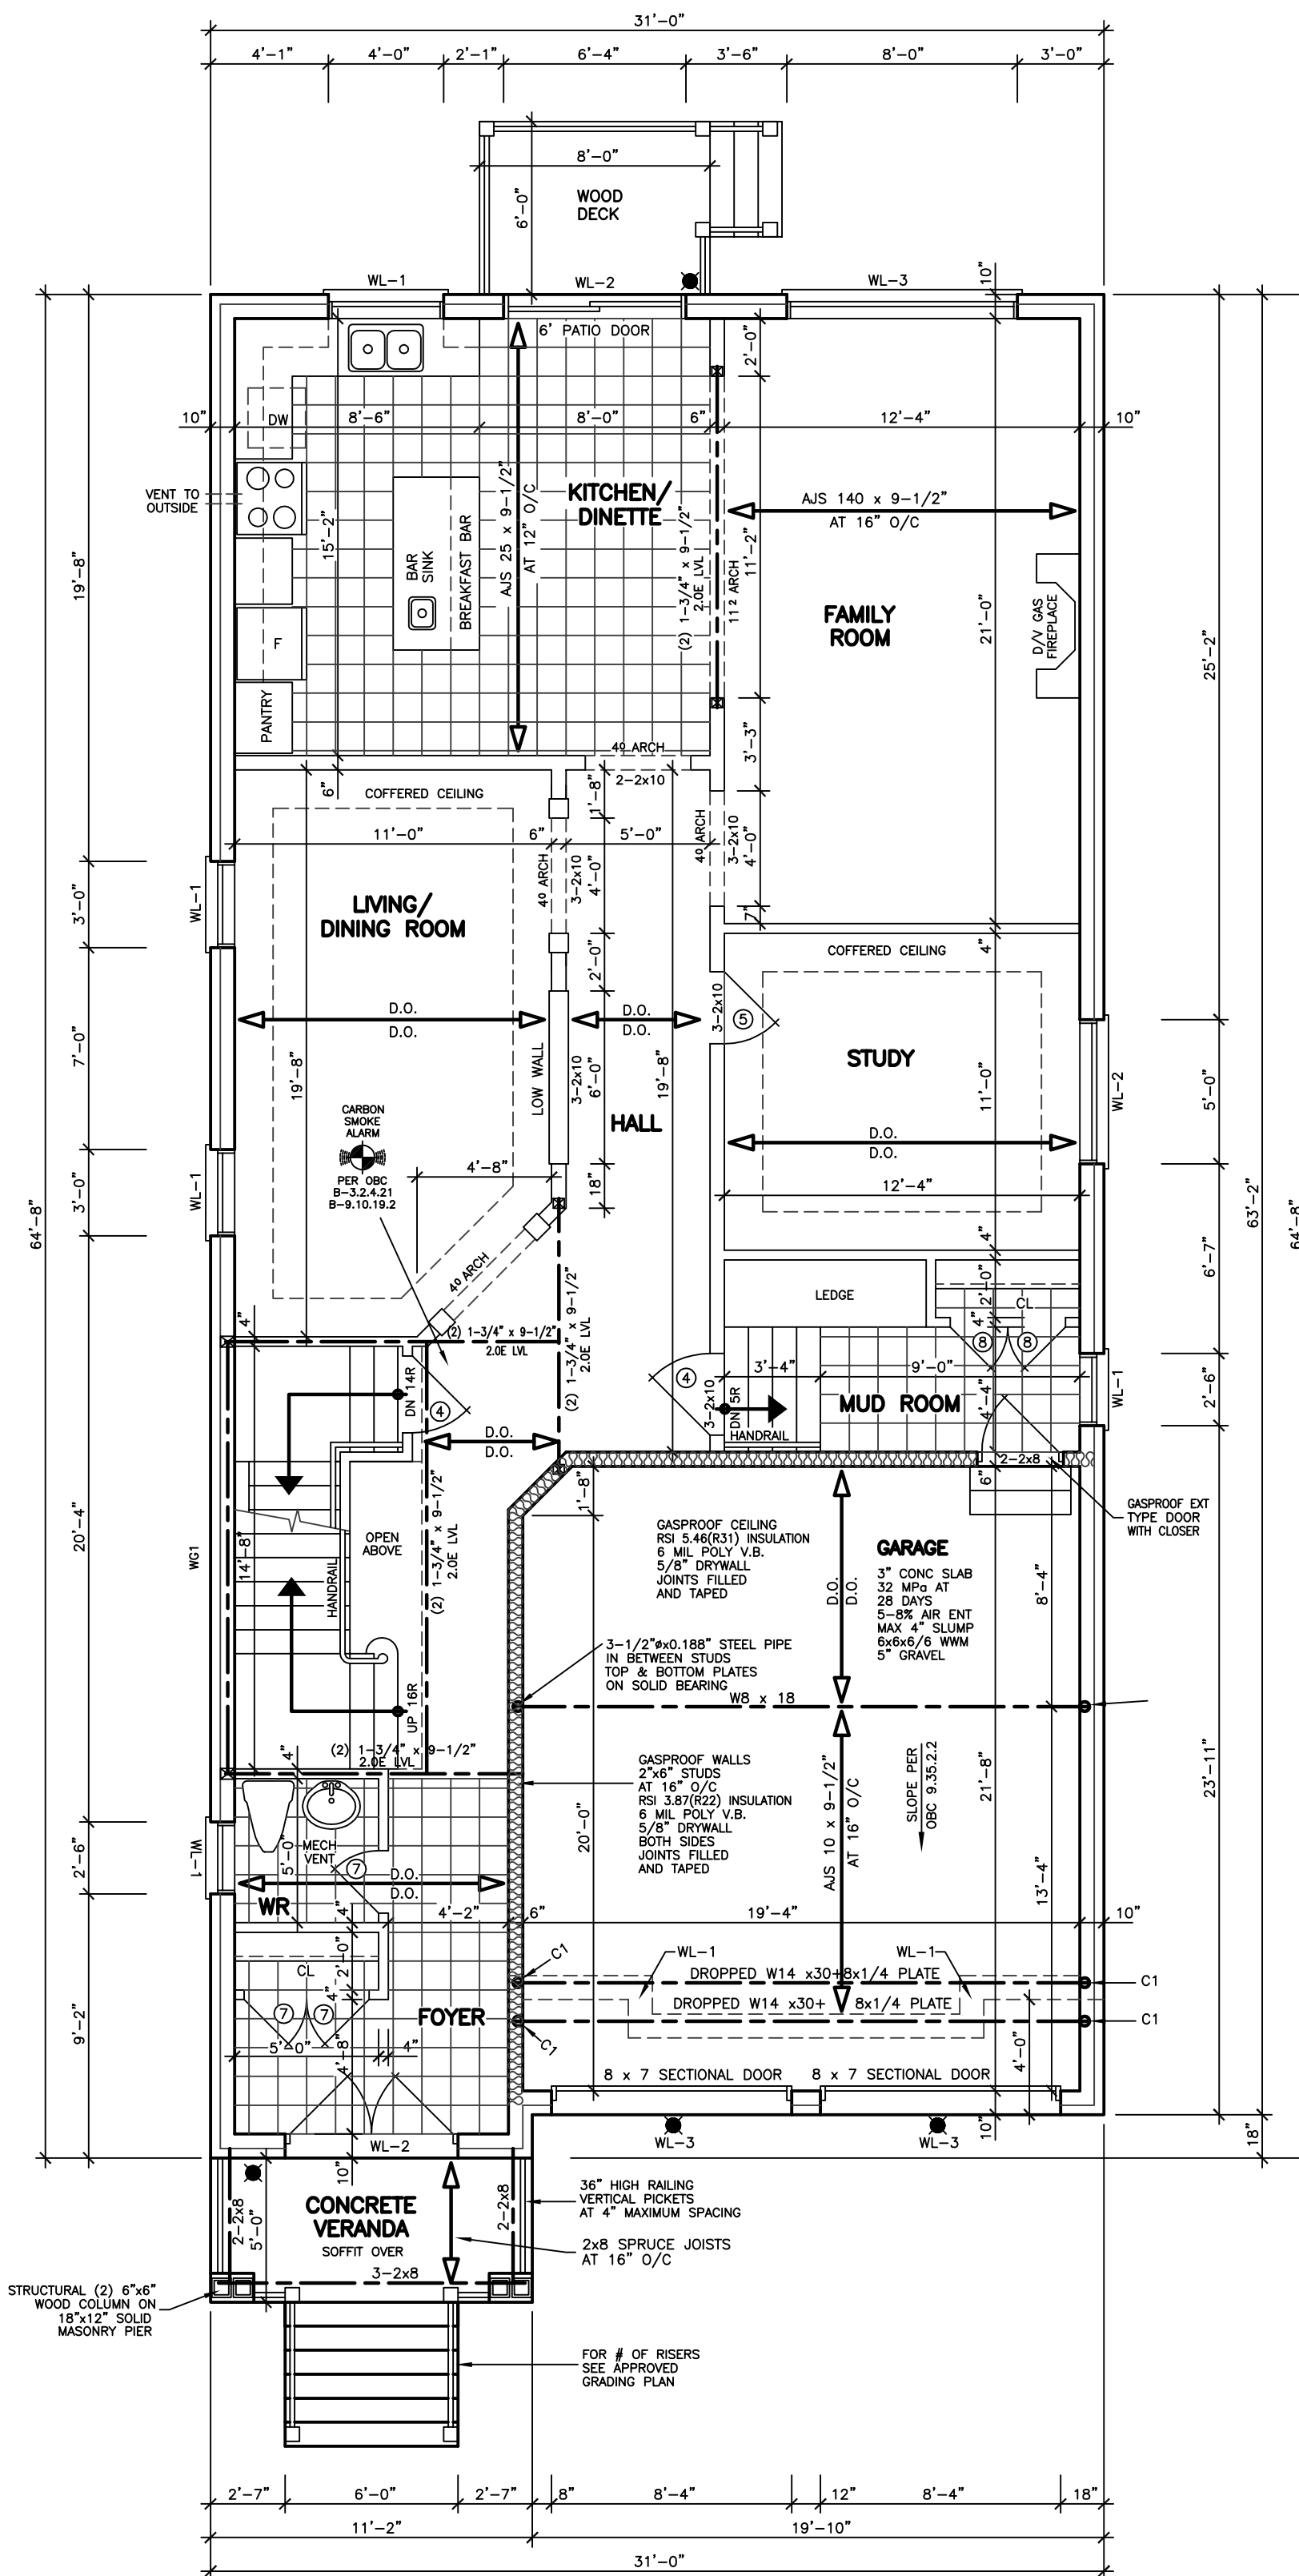 31'-0"
4'-1" 4'-0" 2'-1" 6'-4" 3'-6" 8'-0" 3'-0"
8'-0"
6'-0"
WOOD
DECK
WL-1 WL-2 WL-3
10"
6' PATIO DOOR
2'-0"
DW
10" 8'-6" 8'-0" 6" 12'-4" 10"
VENT TO
OUTSIDE
15'-2"
BAR
SINK
BREAKFAST BAR
AJS 25 x 9-1/2"
AT 12" O/C
KITCHEN/
DINETTE
(2) 1-3/4" x 9-1/2"
2.0E LVL
11² ARCH
11'-2"
AJS 140 x 9-1/2"
AT 16" O/C
FAMILY
ROOM
21'-0"
D/V GAS
FIREPLACE
F
PANTRY
19'-8"
25'-2"
4⁰ ARCH
2-2x10
3'-3"
6"
COFFERED CEILING
11'-0" 6" 5'-0"
1'-8"
4⁰ ARCH
3-2x10
4'-0"
4⁰ ARCH
3-2x10
4'-0"
7"
WL-1
3'-0"
LIVING/
DINING ROOM
2'-0"
4"
COFFERED CEILING
D.O.
D.O.
D.O.
D.O.
3-2x10
5
7'-0"
19'-8"
LOW WALL
3-2x10
6'-0"
19'-8"
HALL
STUDY
11'-0"
WL-2
5'-0"
CARBON
SMOKE
ALARM
PER OBC
B-3.2.4.21
B-9.10.19.2
D.O.
D.O.
4'-8"
18"
12'-4"
WL-1
3'-0"
64'-8"
63'-2"
64'-8"
4⁰ ARCH
4"
(2) 1-3/4" x 9-1/2"
2.0E LVL
(2) 1-3/4" x 9-1/2"
2.0E LVL
4"
LEDGE
2'-0"
CL
4"
8 8
6'-7"
DN 14R
4
4
3'-4" 9'-0"
3-2x10
DN 5R
HANDRAIL
MUD ROOM
4'-4"
WL-1
2'-6"
D.O.
D.O.
2-2x8
6"
1'-8"
GASPROOF EXT
TYPE DOOR
WITH CLOSER
20'-4"
WG1
14'-8"
OPEN
ABOVE
HANDRAIL
(2) 1-3/4" x 9-1/2"
2.0E LVL
GASPROOF CEILING
RSI 5.46(R31) INSULATION
6 MIL POLY V.B.
5/8" DRYWALL
JOINTS FILLED
AND TAPED
D.O.
D.O.
GARAGE
3" CONC SLAB
32 MPa AT
28 DAYS
5-8% AIR ENT
MAX 4" SLUMP
6x6x6/6 WWM
5" GRAVEL
8'-4"
3-1/2"øx0.188" STEEL PIPE
IN BETWEEN STUDS
TOP & BOTTOM PLATES
ON SOLID BEARING
W8 x 18
UP 16R
(2) 1-3/4" x 9-1/2"
2.0E LVL
4"
GASPROOF WALLS
2"x6" STUDS
AT 16" O/C
RSI 3.87(R22) INSULATION
6 MIL POLY V.B.
5/8" DRYWALL
BOTH SIDES
JOINTS FILLED
AND TAPED
20'-0"
AJS 10 x 9-1/2"
AT 16" O/C
SLOPE PER
OBC 9.35.2.2
21'-8"
13'-4"
23'-11"
MECH
VENT
5'-0"
7
WL-1
2'-6"
D.O.
D.O.
WR
4"
4'-2" 6" 19'-4" 10"
CL
2'-0"
4"
C1
WL-1 WL-1
DROPPED W14 x30+8x1/4 PLATE
C1
DROPPED W14 x30+ 8x1/4 PLATE
C1
C1
7 7
FOYER
5'-0" 4"
4'-8"
9'-2"
4'-0"
8 x 7 SECTIONAL DOOR 8 x 7 SECTIONAL DOOR
WL-2
WL-3 WL-3
10"
18"
10"
2-2x8
5'-0"
CONCRETE
VERANDA
SOFFIT OVER
2-2x8
3-2x8
36" HIGH RAILING
VERTICAL PICKETS
AT 4" MAXIMUM SPACING
2x8 SPRUCE JOISTS
AT 16" O/C
STRUCTURAL (2) 6"x6"
WOOD COLUMN ON
18"x12" SOLID
MASONRY PIER
FOR # OF RISERS
SEE APPROVED
GRADING PLAN
2'-7" 6'-0" 2'-7" 8" 8'-4" 12" 8'-4" 18"
11'-2" 19'-10"
31'-0"